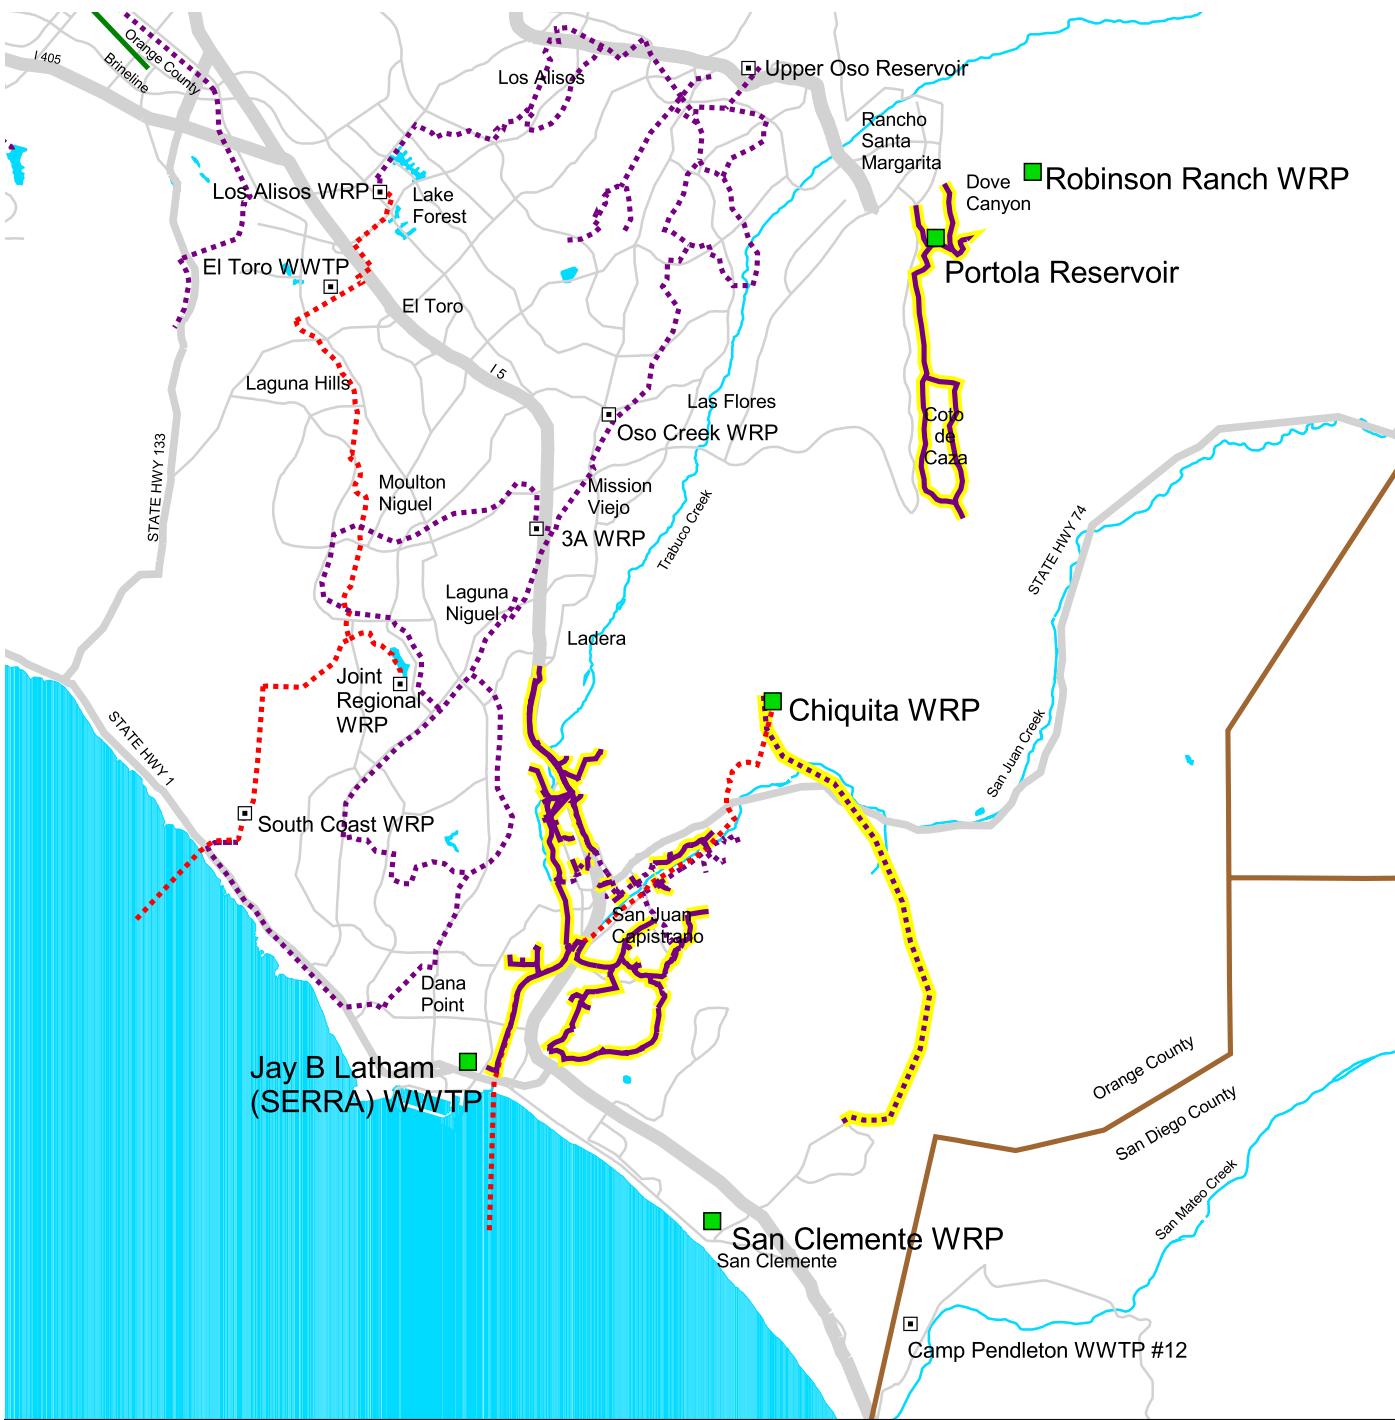 Orange County
Brineline
I 405
Los Alisos
Upper Oso Reservoir
Rancho
Santa
Margarita
Dove
Canyon
Robinson Ranch WRP
Los Alisos WRP
Lake
Forest
El Toro WWTP
Portola Reservoir
El Toro
I 5
Laguna Hills
Las Flores
Oso Creek WRP
Coto
de
Caza
STATE HWY 133
Moulton
Niguel
Mission
Viejo
3A WRP
Trabuco Creek
STATE HWY 74
Laguna
Niguel
Ladera
Joint
Regional
WRP
Chiquita WRP
STATE HWY 1
San Juan Creek
South Coast WRP
San Juan
Capistrano
Dana
Point
Jay B Latham
(SERRA) WWTP
Orange County
San Diego County
San Mateo Creek
San Clemente WRP
San Clemente
Camp Pendleton WWTP #12